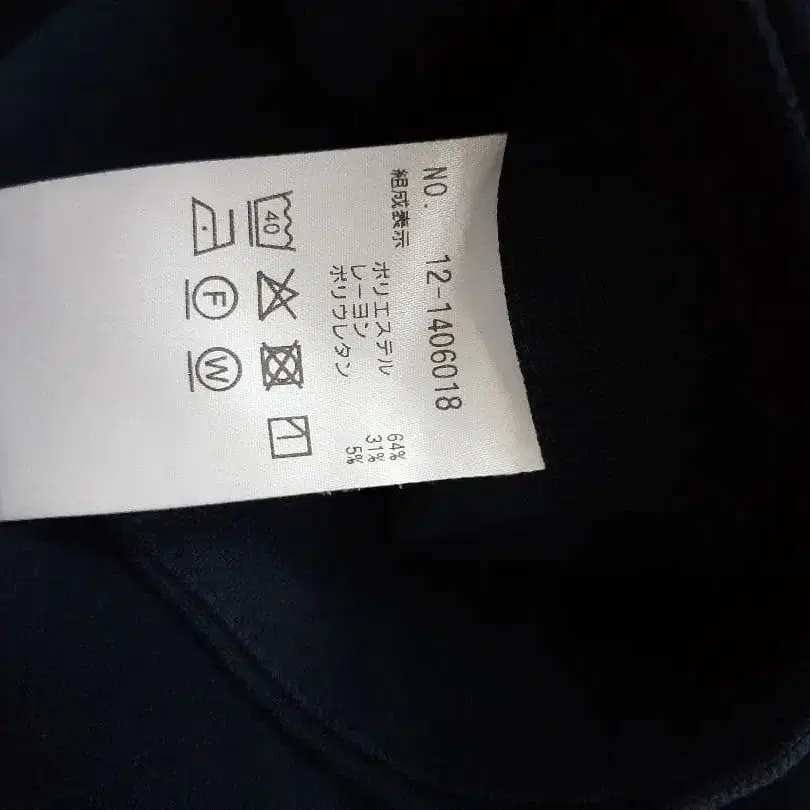 NO. 12-1406018
組成表示
ポリエステル 64%
レーヨン 31%
ポリウレタン 5%
40
F W